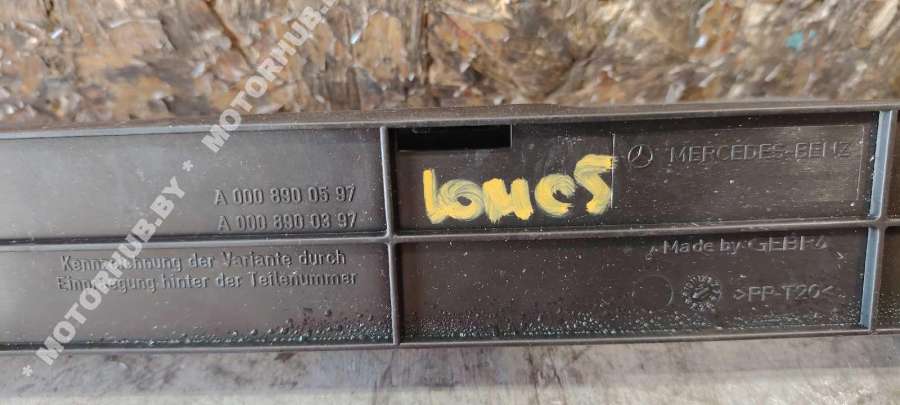 MERCEDES-BENZ
A 000 890 05 97
A 000 890 03 97
Made by GEBRA
Kennzeichnung der Variante durch
Einprägung hinter der Teilenummer
>PP-T20<
* MOTORHUB.BY * MOTORHUB.BY *